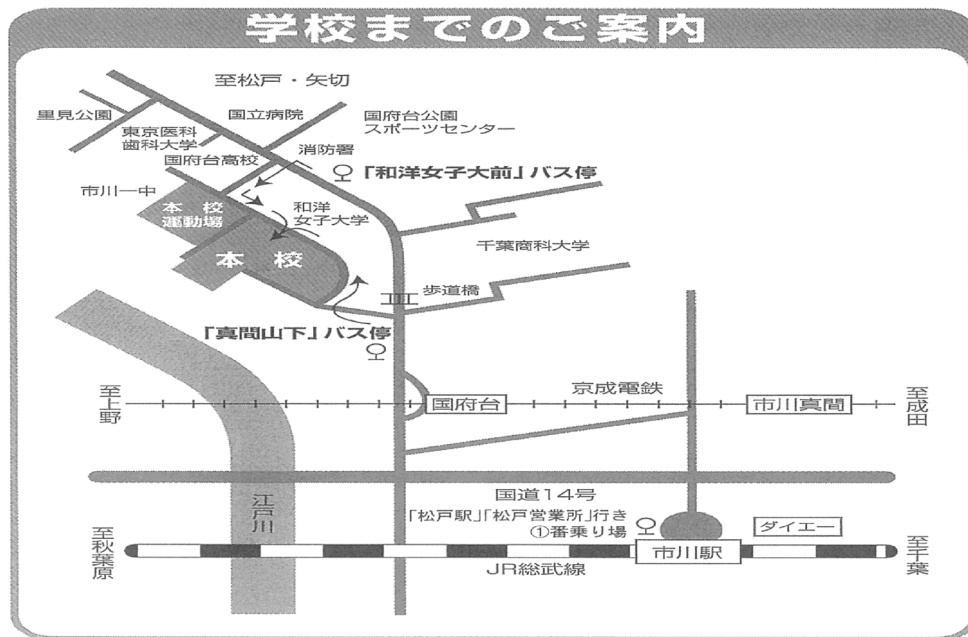 学校までのご案内
至松戸・矢切
里見公園
国立病院
国府台公園
スポーツセンター
東京医科
歯科大学
消防署
国府台高校
「和洋女子大前」バス停
市川一中
本校
運動場
和洋
女子大学
千葉商科大学
本校
歩道橋
「真間山下」バス停
京成電鉄
至上野
国府台
市川真間
至成田
国道14号
江戸川
「松戸駅」「松戸営業所」行き
①番乗り場
ダイエー
至秋葉原
市川駅
至千葉
JR総武線